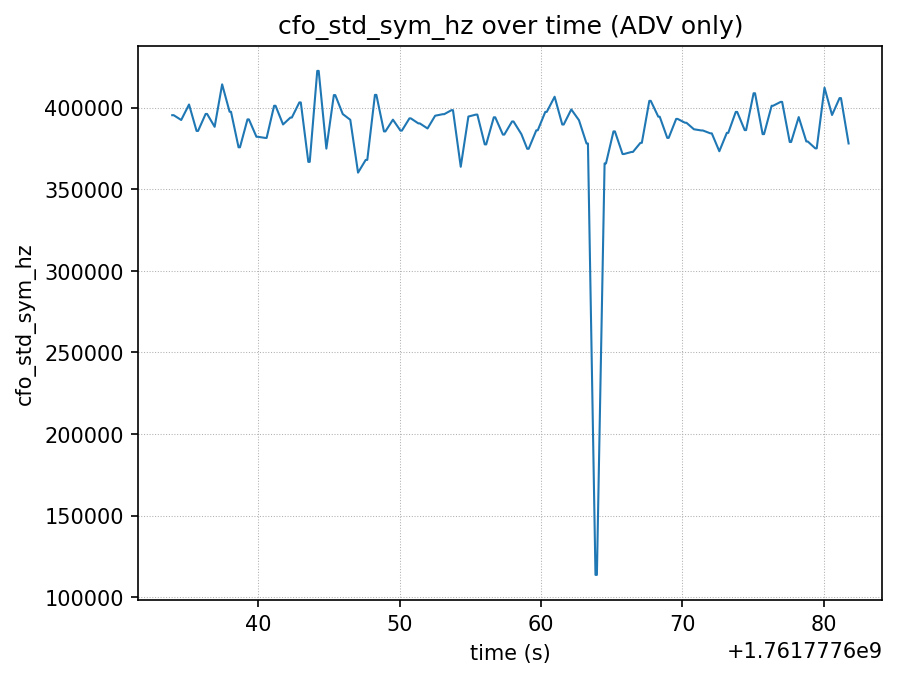 cfo_std_sym_hz over time (ADV only)
cfo_std_sym_hz
400000
350000
300000
250000
200000
150000
100000
40 50 60 70 80
time (s)
+1.7617776e9